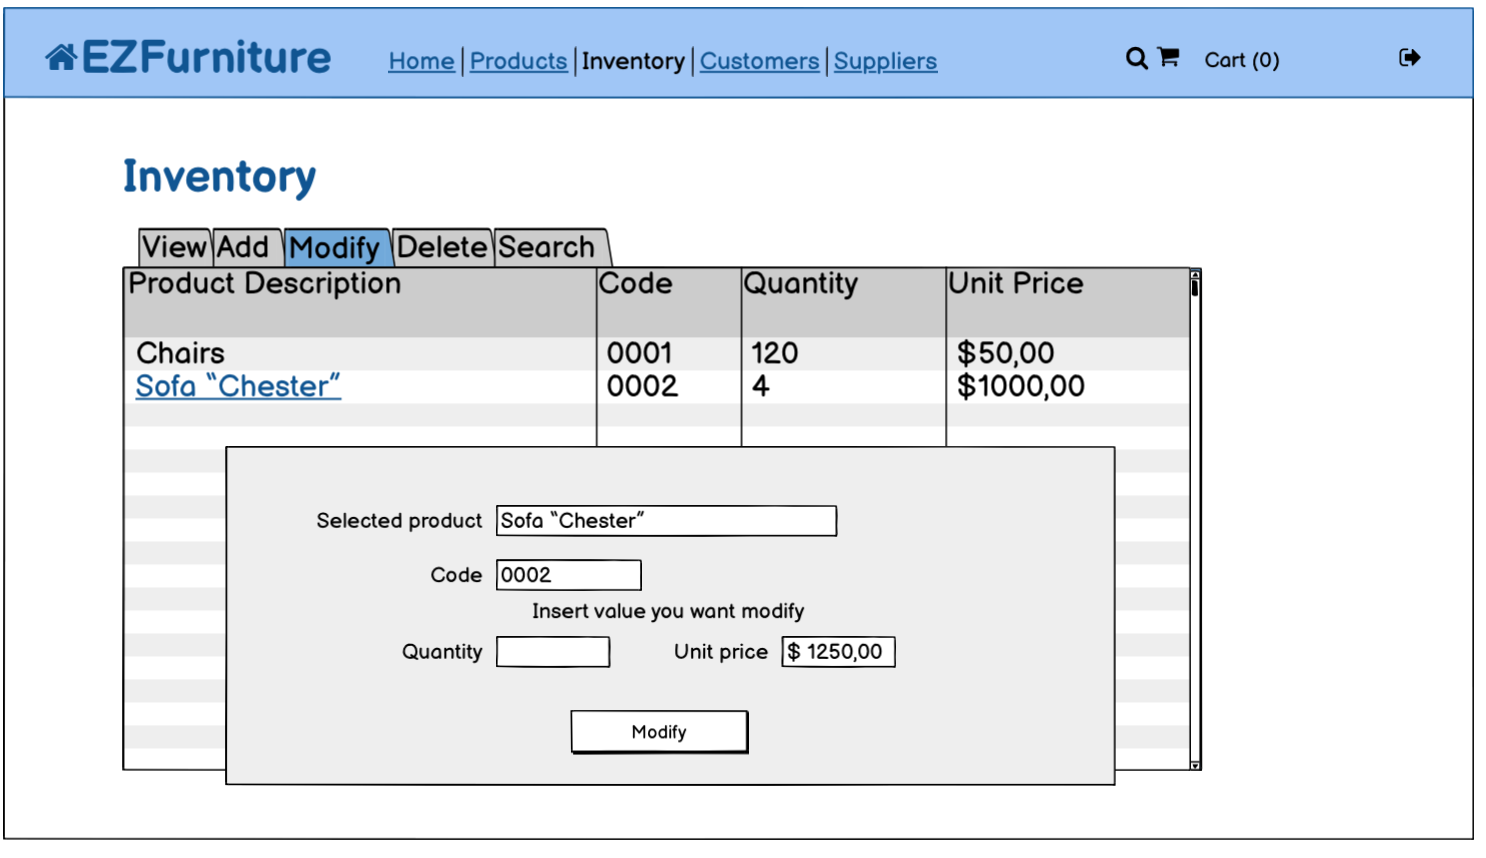 EZFurniture Home Products Inventory Customers Suppliers Cart (0)
Inventory
View Add Modify Delete Search
Product Description Code Quantity Unit Price
Chairs 0001 120 $50,00
Sofa “Chester” 0002 4 $1000,00
Selected product Sofa “Chester”
Code 0002
Insert value you want modify
Quantity Unit price $ 1250,00
Modify